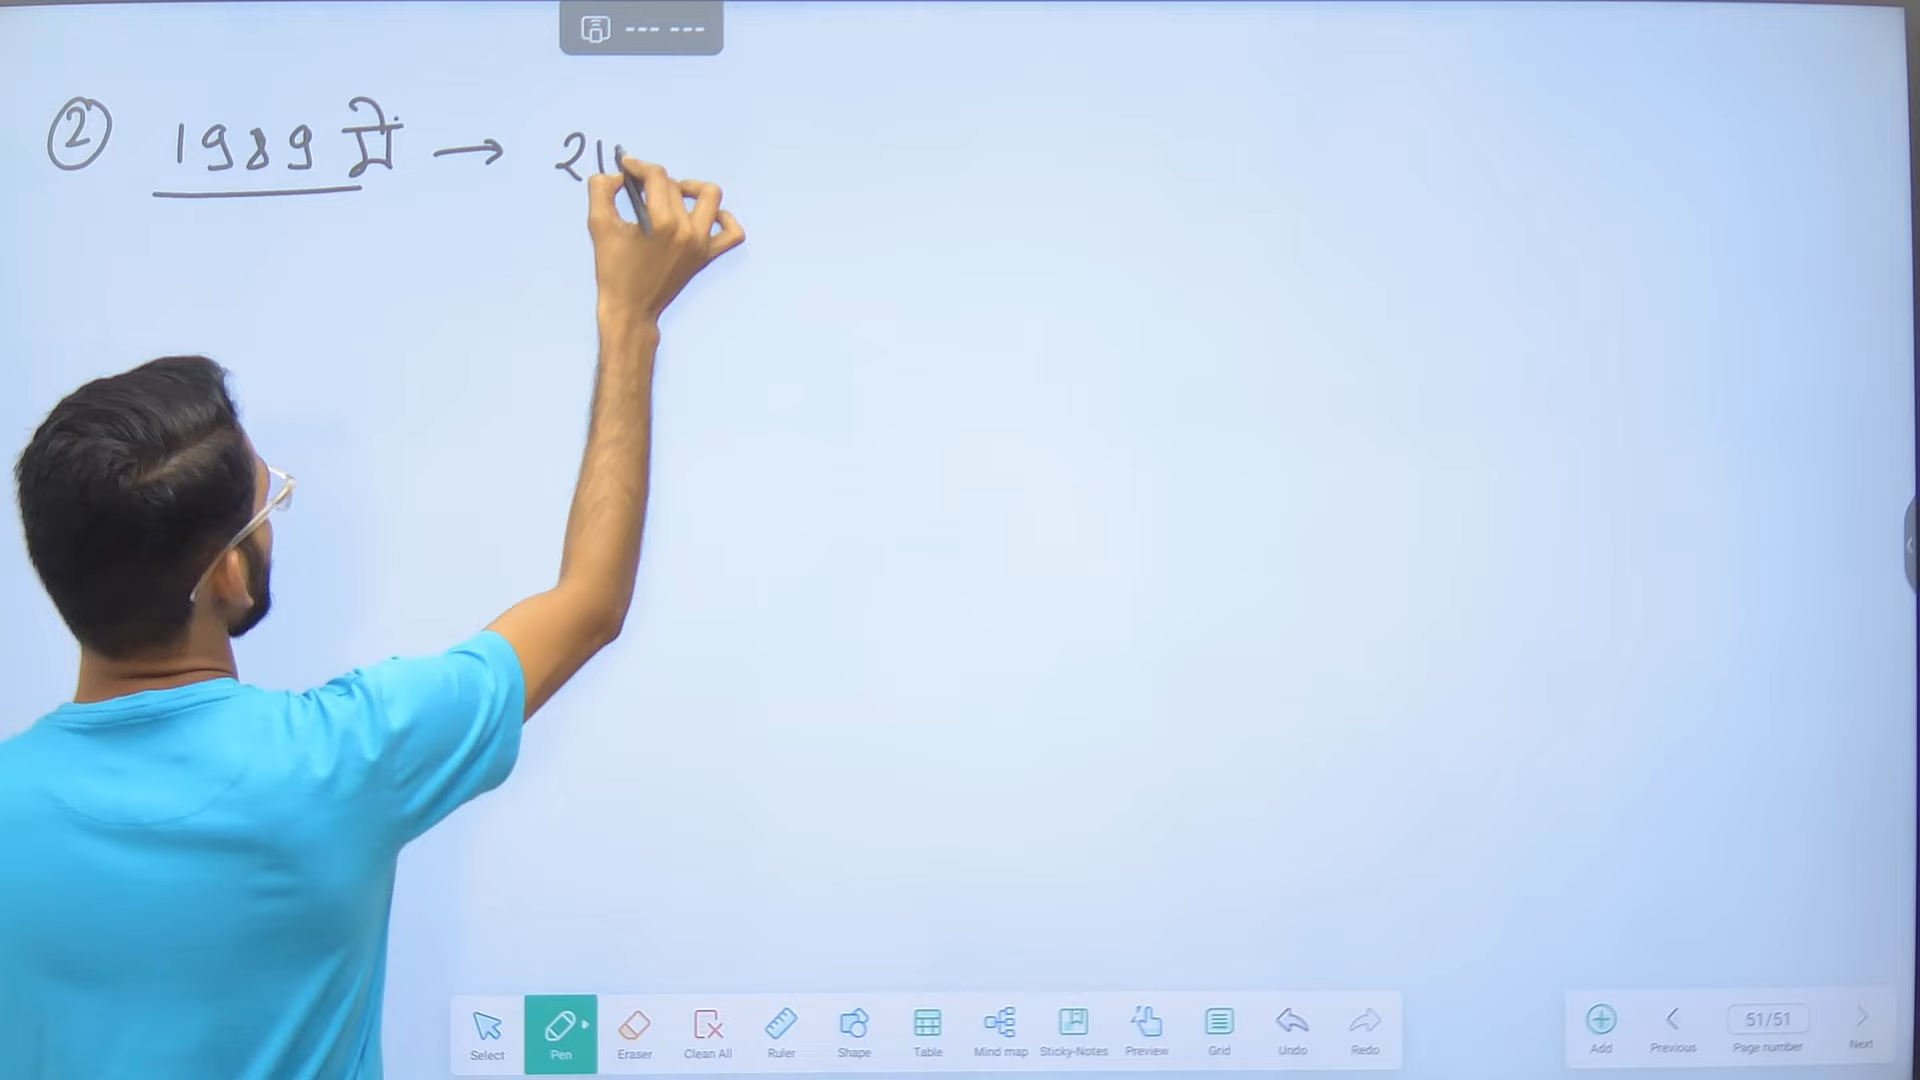 --- ---
② 1989 में → 21
Select Pen Eraser Clean All Ruler Shape Table Mind map Sticky-Notes Preview Grid Undo Redo Add Previous 51/51 Page number Next